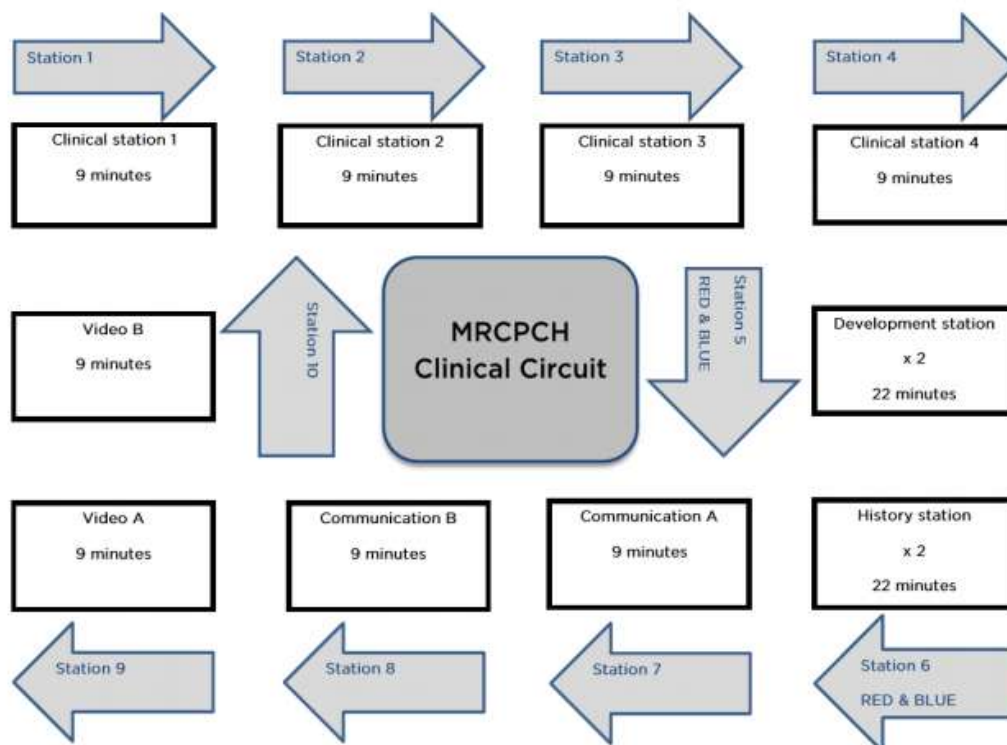 Station 1
Station 2
Station 3
Station 4
Clinical station 1
9 minutes
Clinical station 2
9 minutes
Clinical station 3
9 minutes
Clinical station 4
9 minutes
Video B
9 minutes
Station 10
MRCPCH
Clinical Circuit
Station 5
RED & BLUE
Development station
x 2
22 minutes
Video A
9 minutes
Communication B
9 minutes
Communication A
9 minutes
History station
x 2
22 minutes
Station 9
Station 8
Station 7
Station 6
RED & BLUE